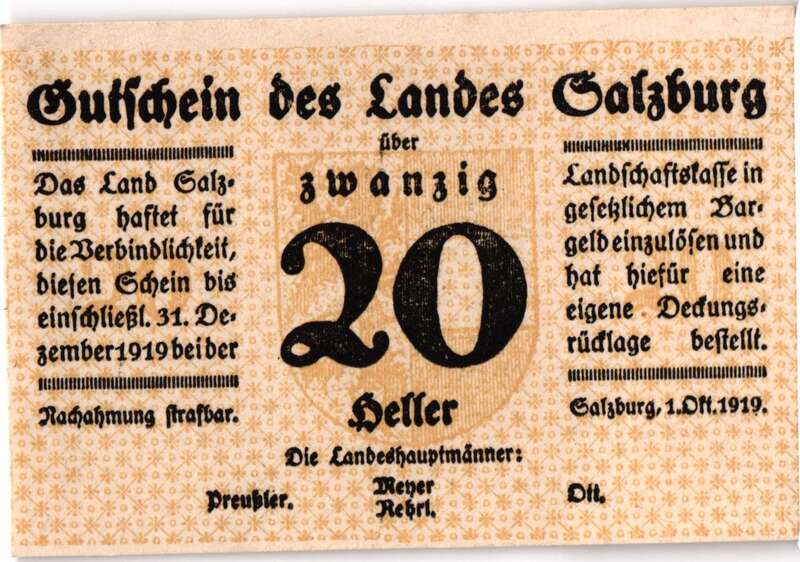 Gutschein des Landes Salzburg
über
zwanzig
20
Heller
Das Land Salz-
burg haftet für
die Verbindlichkeit,
diesen Schein bis
einschließl. 31. De-
zember 1919 bei der
Landschaftskasse in
gesetzlichem Bar-
geld einzulösen und
hat hiefür eine
eigene Deckungs-
rücklage bestellt.
Nachahmung strafbar.
Salzburg, 1. Okt. 1919.
Die Landeshauptmänner:
Preußler.
Meyer
Rehrl.
Ott.